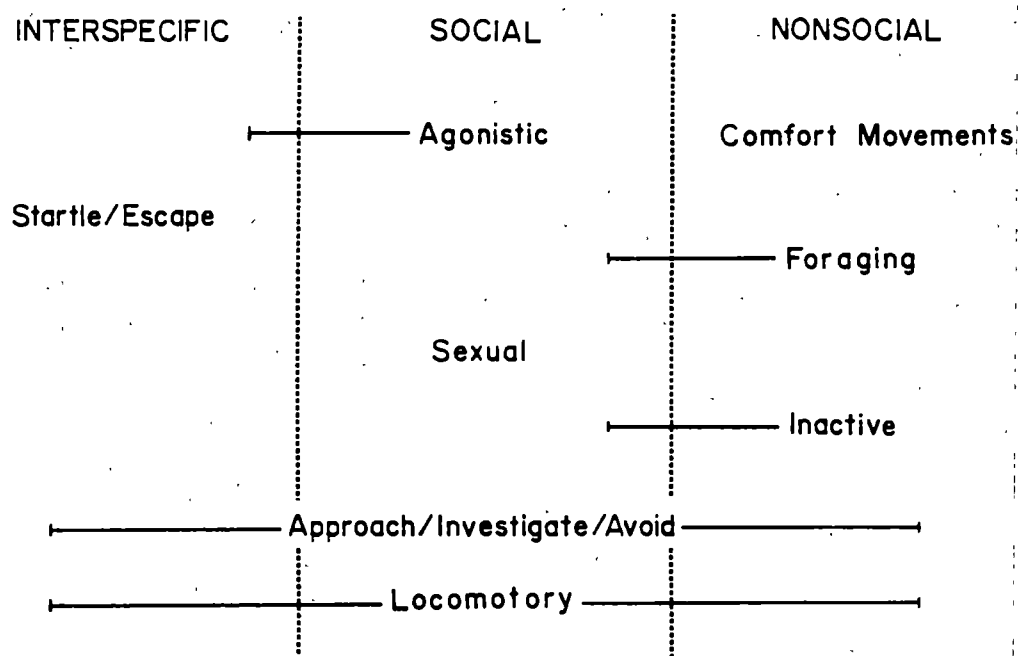 INTERSPECIFIC SOCIAL NONSOCIAL
Agonistic Comfort Movements
Startle/Escape
Foraging
Sexual
Inactive
Approach/Investigate/Avoid
Locomotory